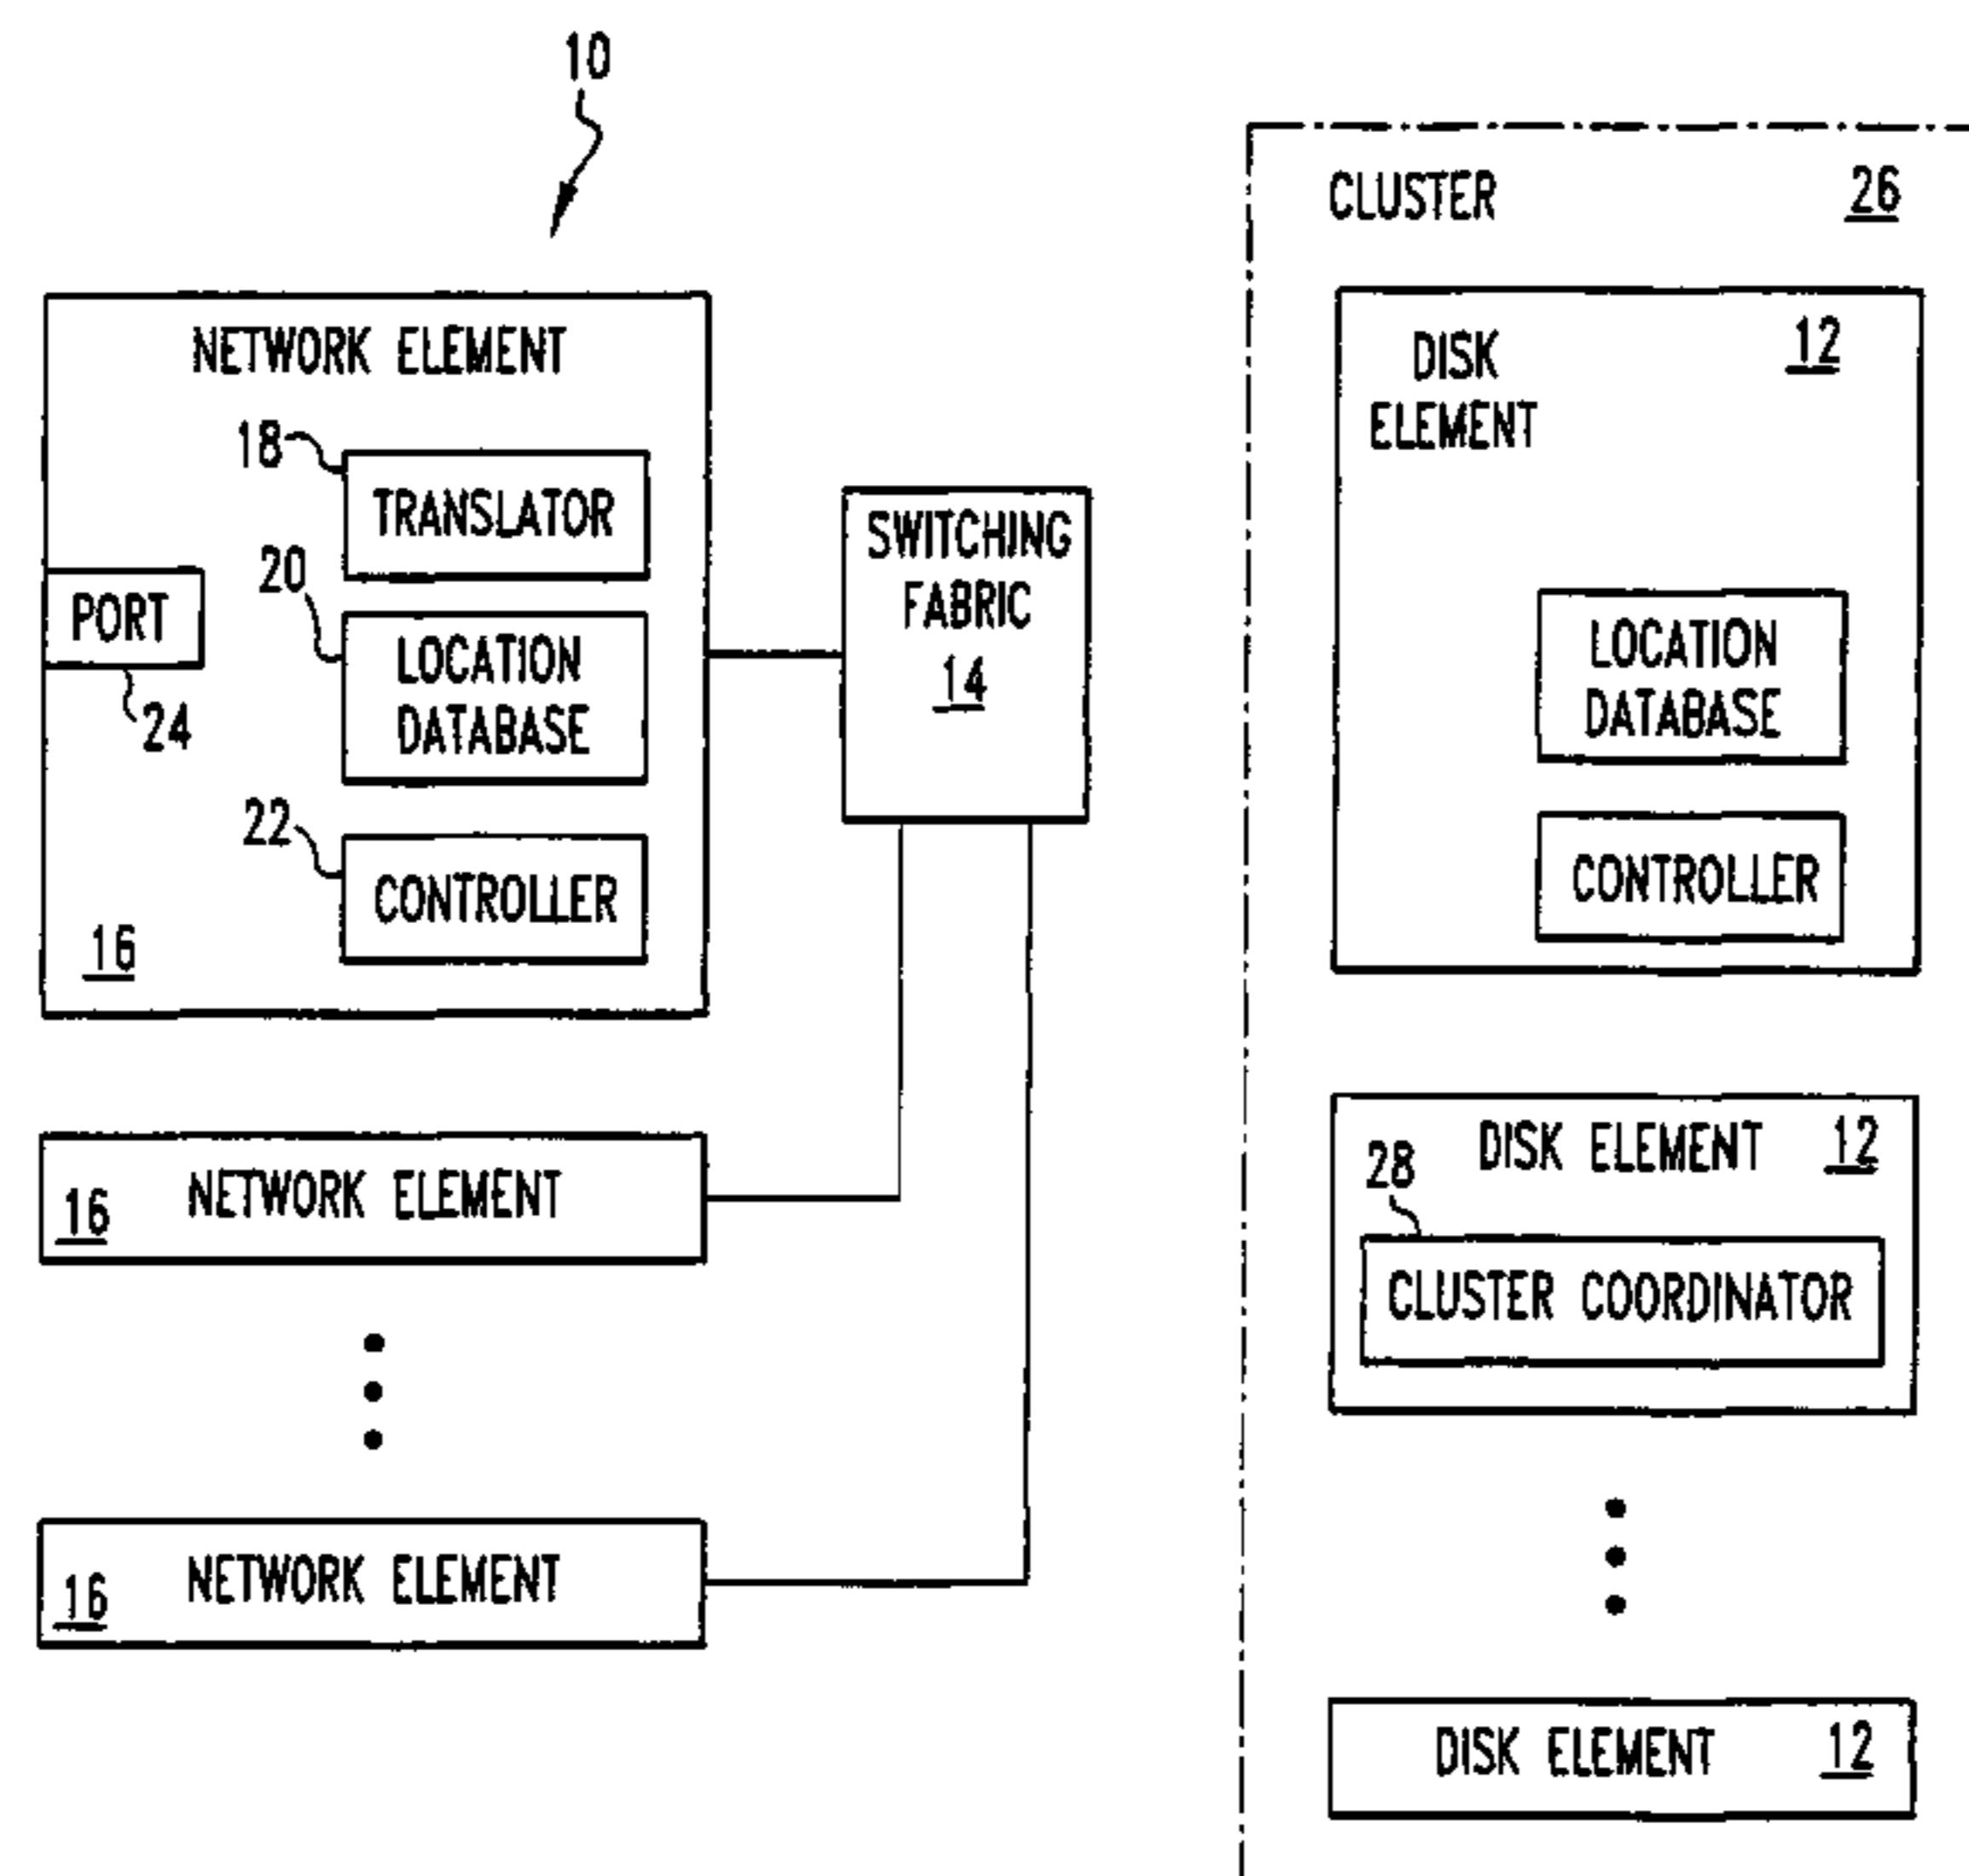 10
NETWORK ELEMENT
18
TRANSLATOR
20
LOCATION
DATABASE
PORT
24
22
CONTROLLER
16
SWITCHING
FABRIC
14
16
NETWORK ELEMENT
16
NETWORK ELEMENT
CLUSTER
26
DISK
ELEMENT
12
LOCATION
DATABASE
CONTROLLER
DISK ELEMENT
12
28
CLUSTER COORDINATOR
DISK ELEMENT
12